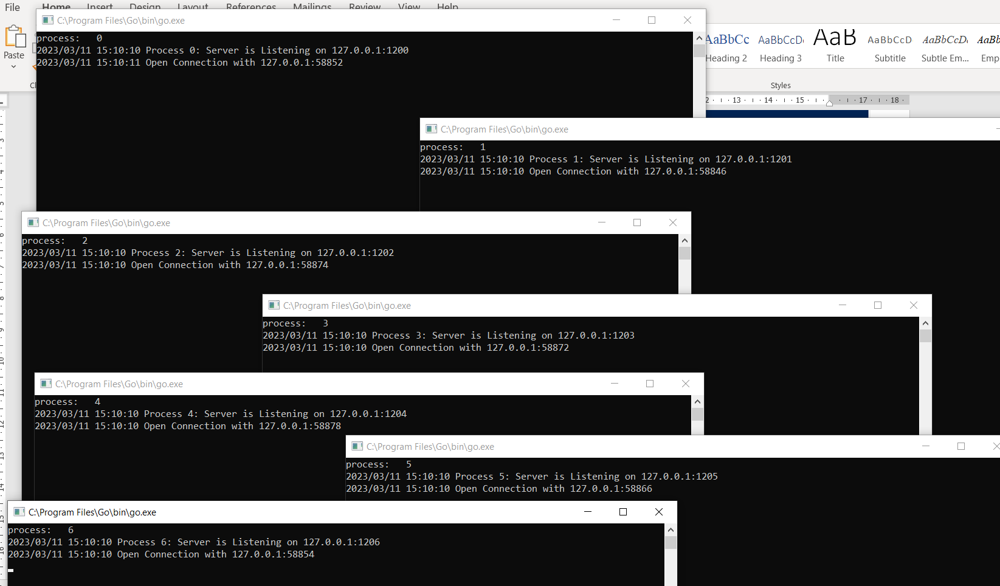 File Home Insert Design Layout References Mailings Review View Help
C:\Program Files\Go\bin\go.exe
process: 0
2023/03/11 15:10:10 Process 0: Server is Listening on 127.0.0.1:1200
2023/03/11 15:10:11 Open Connection with 127.0.0.1:58852
Paste
AaBbCc AaBbCcD AaB AaBbCcD AaBbCcD AaBb
Heading 2 Heading 3 Title Subtitle Subtle Em... Emp
Styles
13 14 15 17 18
C:\Program Files\Go\bin\go.exe
process: 1
2023/03/11 15:10:10 Process 1: Server is Listening on 127.0.0.1:1201
2023/03/11 15:10:10 Open Connection with 127.0.0.1:58846
C:\Program Files\Go\bin\go.exe
process: 2
2023/03/11 15:10:10 Process 2: Server is Listening on 127.0.0.1:1202
2023/03/11 15:10:10 Open Connection with 127.0.0.1:58874
C:\Program Files\Go\bin\go.exe
process: 3
2023/03/11 15:10:10 Process 3: Server is Listening on 127.0.0.1:1203
2023/03/11 15:10:10 Open Connection with 127.0.0.1:58872
C:\Program Files\Go\bin\go.exe
process: 4
2023/03/11 15:10:10 Process 4: Server is Listening on 127.0.0.1:1204
2023/03/11 15:10:10 Open Connection with 127.0.0.1:58878
C:\Program Files\Go\bin\go.exe
process: 5
2023/03/11 15:10:10 Process 5: Server is Listening on 127.0.0.1:1205
2023/03/11 15:10:10 Open Connection with 127.0.0.1:58866
C:\Program Files\Go\bin\go.exe
process: 6
2023/03/11 15:10:10 Process 6: Server is Listening on 127.0.0.1:1206
2023/03/11 15:10:10 Open Connection with 127.0.0.1:58854